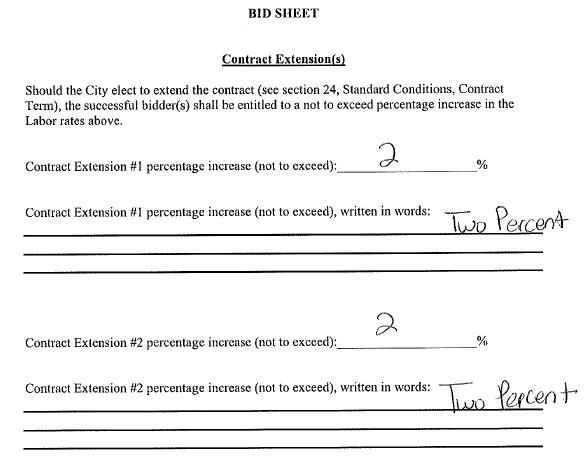 BID SHEET
Contract Extension(s)
Should the City elect to extend the contract (see section 24, Standard Conditions, Contract
Term), the successful bidder(s) shall be entitled to a not to exceed percentage increase in the
Labor rates above.
Contract Extension #1 percentage increase (not to exceed): 2 %
Contract Extension #1 percentage increase (not to exceed), written in words: Two Percent
Contract Extension #2 percentage increase (not to exceed): 2 %
Contract Extension #2 percentage increase (not to exceed), written in words: Two Percent